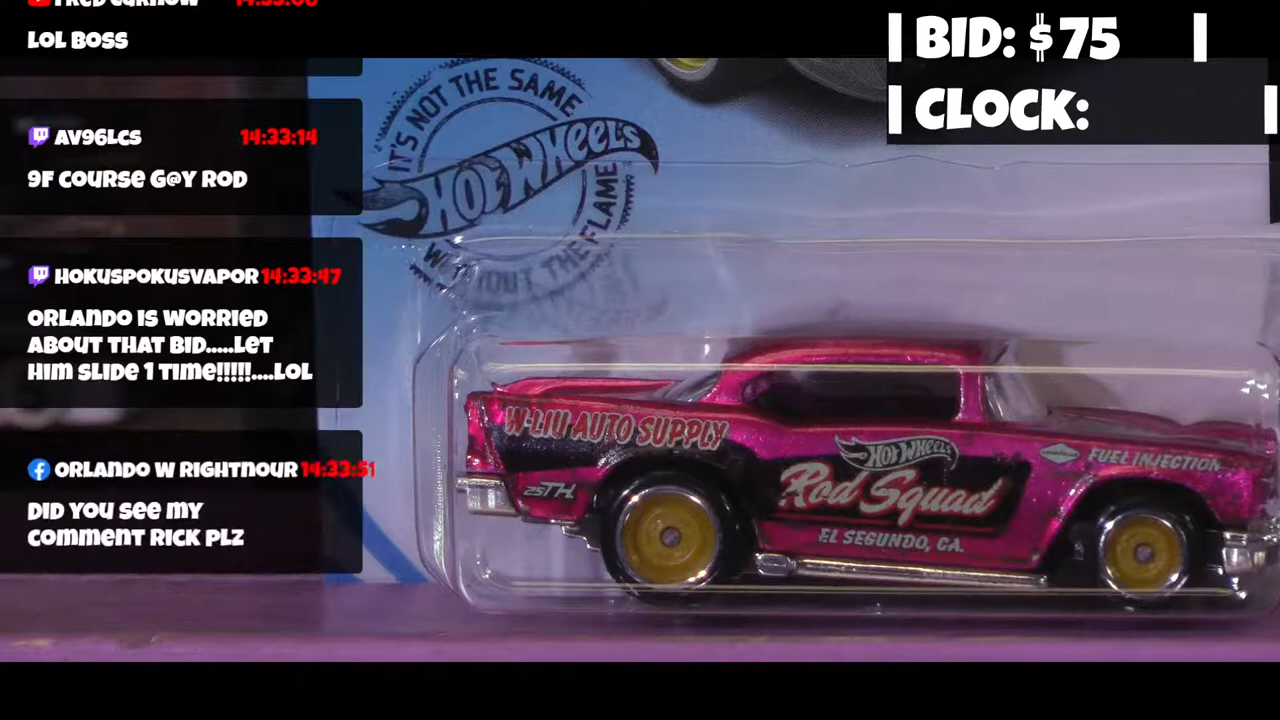 LOL BOSS
AV96LCS 14:33:14
9F COURSE G@Y ROD
HOKUSPOKUSVAPOR 14:33:47
ORLANDO IS WORRIED
ABOUT THAT BID.....LET
HIM SLIDE 1 TIME!!!!!....LOL
ORLANDO W RIGHTNOUR 14:33:51
DID YOU SEE MY
COMMENT RICK PLZ
| BID: $75 |
| CLOCK: |
IT'S NOT THE SAME
HOT WHEELS
WITHOUT THE FLAME
W-LIU AUTO SUPPLY
25TH
HOT WHEELS
Rod Squad
EL SEGUNDO, CA.
FUEL INJECTION